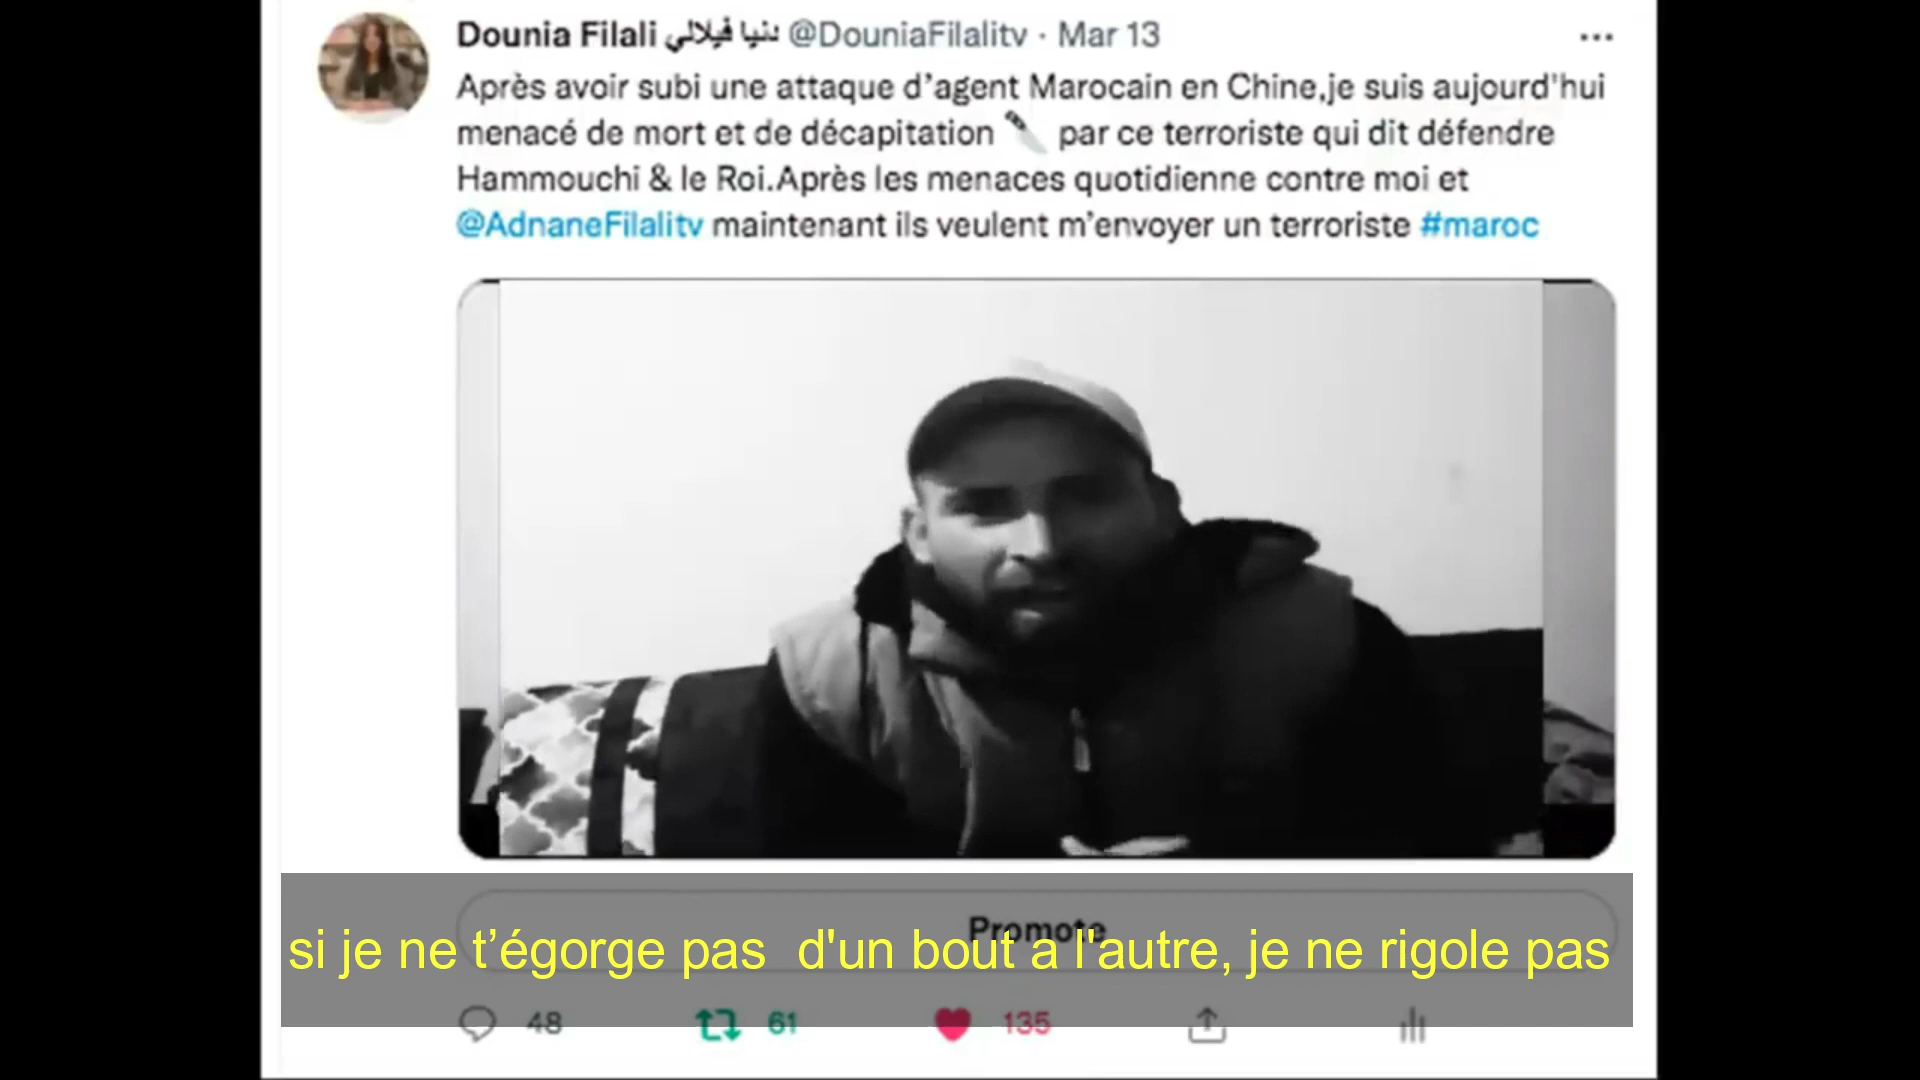 Dounia Filali دنيا فيلالي @DouniaFilalitv · Mar 13
Après avoir subi une attaque d’agent Marocain en Chine,je suis aujourd'hui
menacé de mort et de décapitation 🔪 par ce terroriste qui dit défendre
Hammouchi & le Roi.Après les menaces quotidienne contre moi et
@AdnaneFilalitv maintenant ils veulent m’envoyer un terroriste #maroc
Promote
si je ne t’égorge pas  d'un bout a l'autre, je ne rigole pas
48 61 135